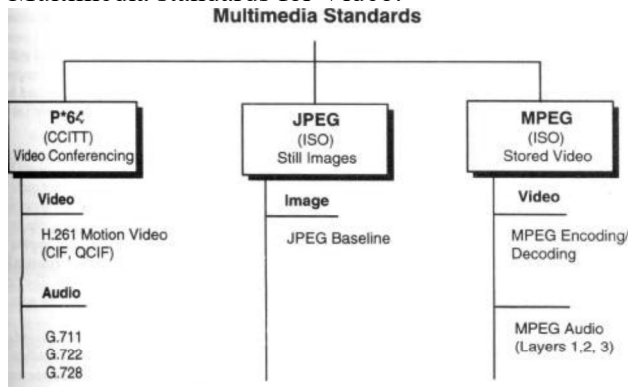 Multimedia Standards
P*64
(CCITT)
Video Conferencing
Video
H.261 Motion Video
(CIF, QCIF)
Audio
G.711
G.722
G.728
JPEG
(ISO)
Still Images
Image
JPEG Baseline
MPEG
(ISO)
Stored Video
Video
MPEG Encoding/
Decoding
MPEG Audio
(Layers 1,2, 3)